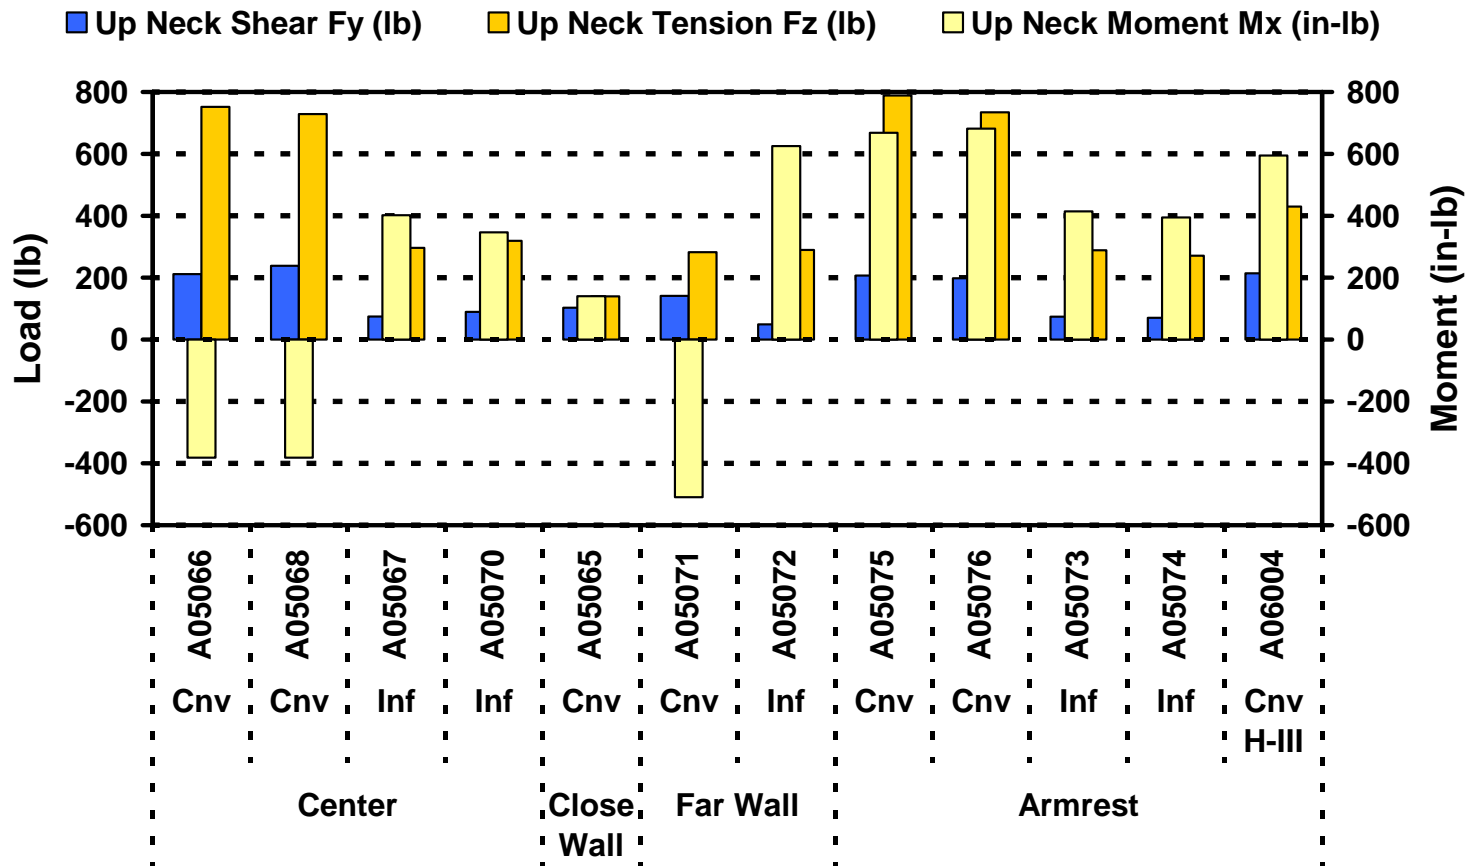 Up Neck Shear Fy (lb) Up Neck Tension Fz (lb) Up Neck Moment Mx (in-lb)
800 800
600 600
400 400
200 200
0 0
-200 -200
-400 -400
-600 -600
Load (lb)
Moment (in-lb)
A05066 A05068 A05067 A05070 A05065 A05071 A05072 A05075 A05076 A05073 A05074 A06004
Cnv Cnv Inf Inf Cnv Cnv Inf Cnv Cnv Inf Inf Cnv
H-III
Center Close Far Wall Armrest
Wall